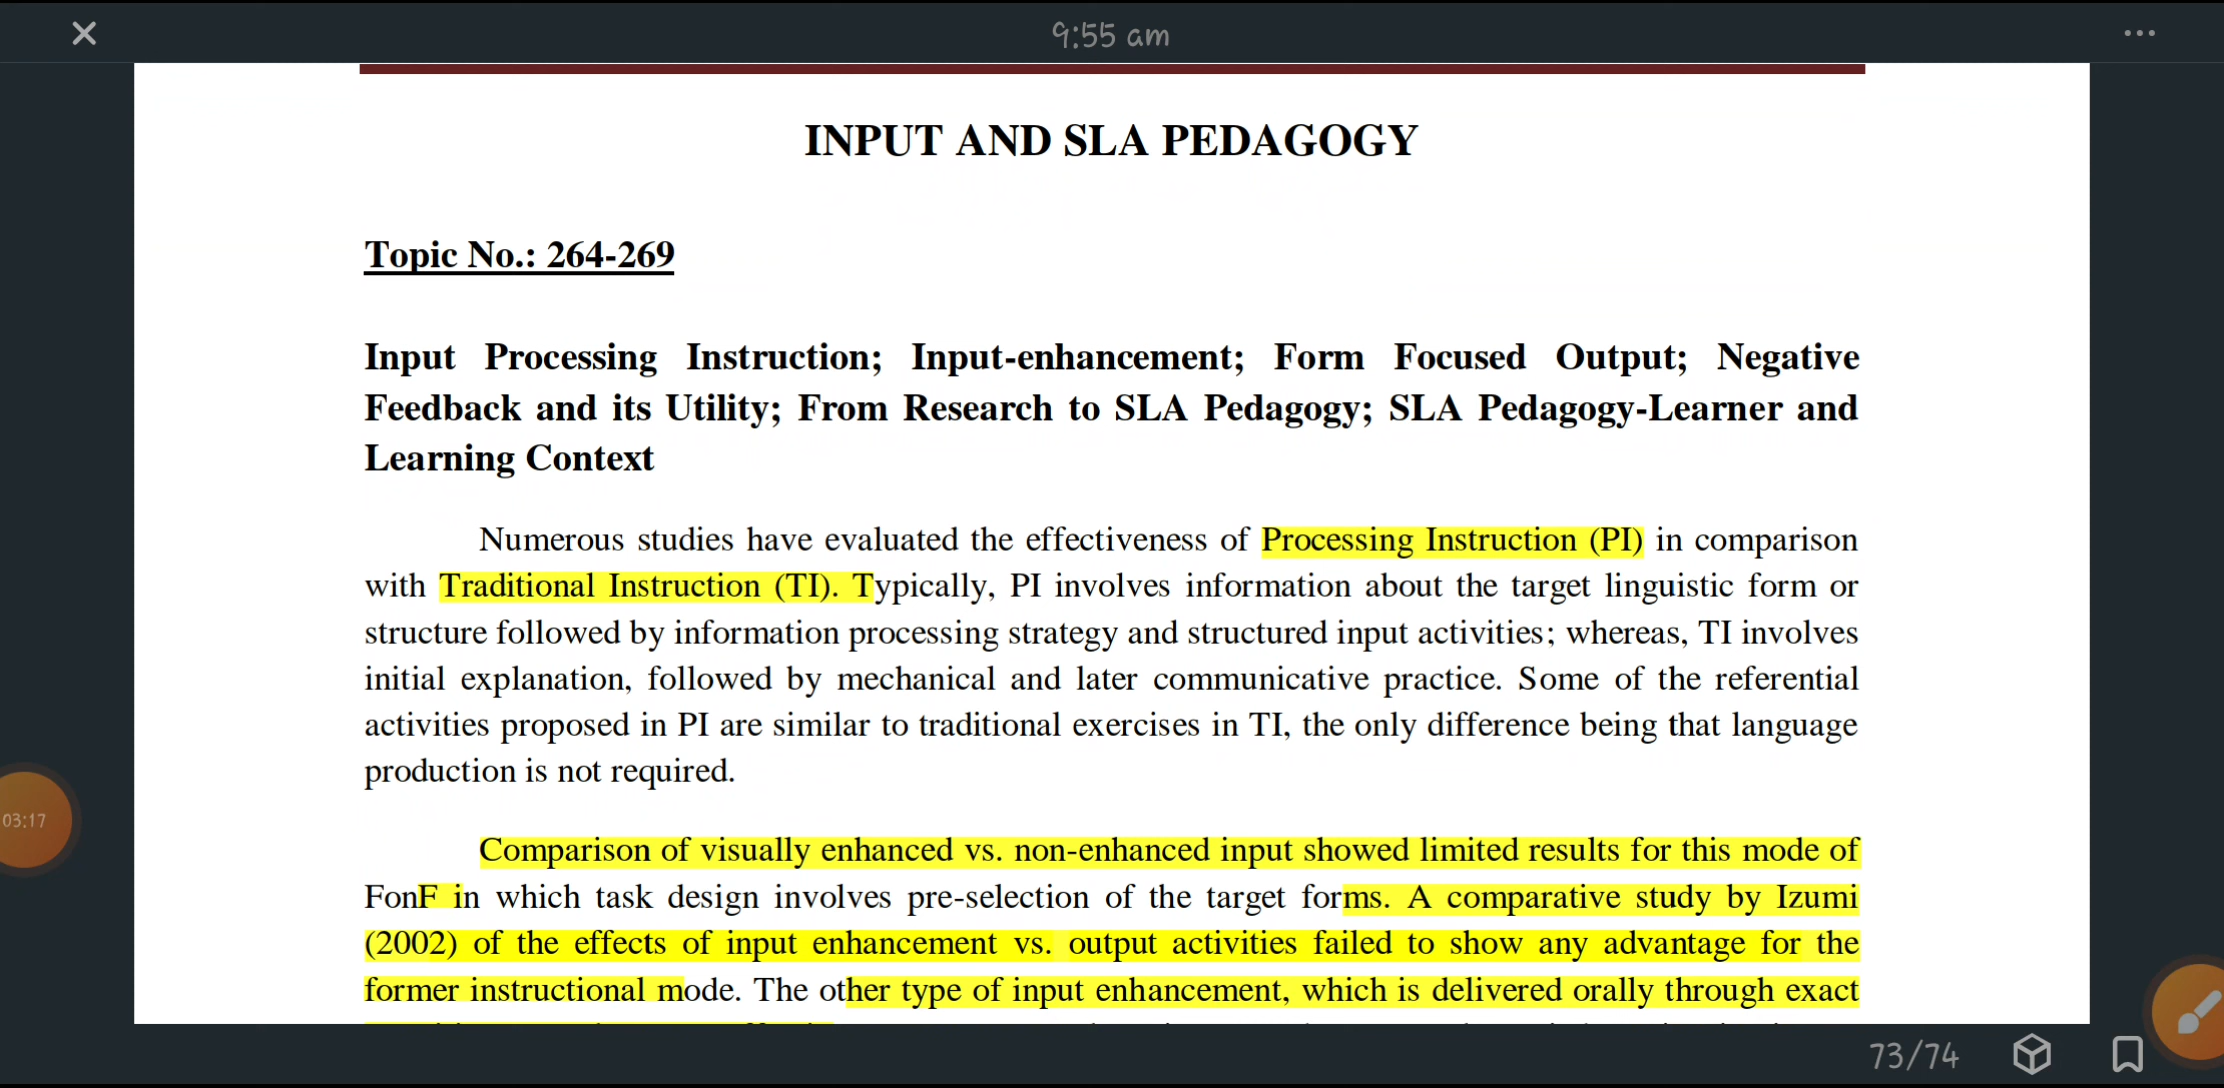 9:55 am
INPUT AND SLA PEDAGOGY
Topic No.: 264-269
Input Processing Instruction; Input-enhancement; Form Focused Output; Negative
Feedback and its Utility; From Research to SLA Pedagogy; SLA Pedagogy-Learner and
Learning Context
Numerous studies have evaluated the effectiveness of Processing Instruction (PI) in comparison
with Traditional Instruction (TI). Typically, PI involves information about the target linguistic form or
structure followed by information processing strategy and structured input activities; whereas, TI involves
initial explanation, followed by mechanical and later communicative practice. Some of the referential
activities proposed in PI are similar to traditional exercises in TI, the only difference being that language
production is not required.
03:17
Comparison of visually enhanced vs. non-enhanced input showed limited results for this mode of
FonF in which task design involves pre-selection of the target forms. A comparative study by Izumi
(2002) of the effects of input enhancement vs. output activities failed to show any advantage for the
former instructional mode. The other type of input enhancement, which is delivered orally through exact
73/74